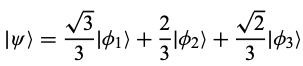 |ψ⟩ = √3/3 |ϕ₁⟩ + 2/3 |ϕ₂⟩ + √2/3 |ϕ₃⟩